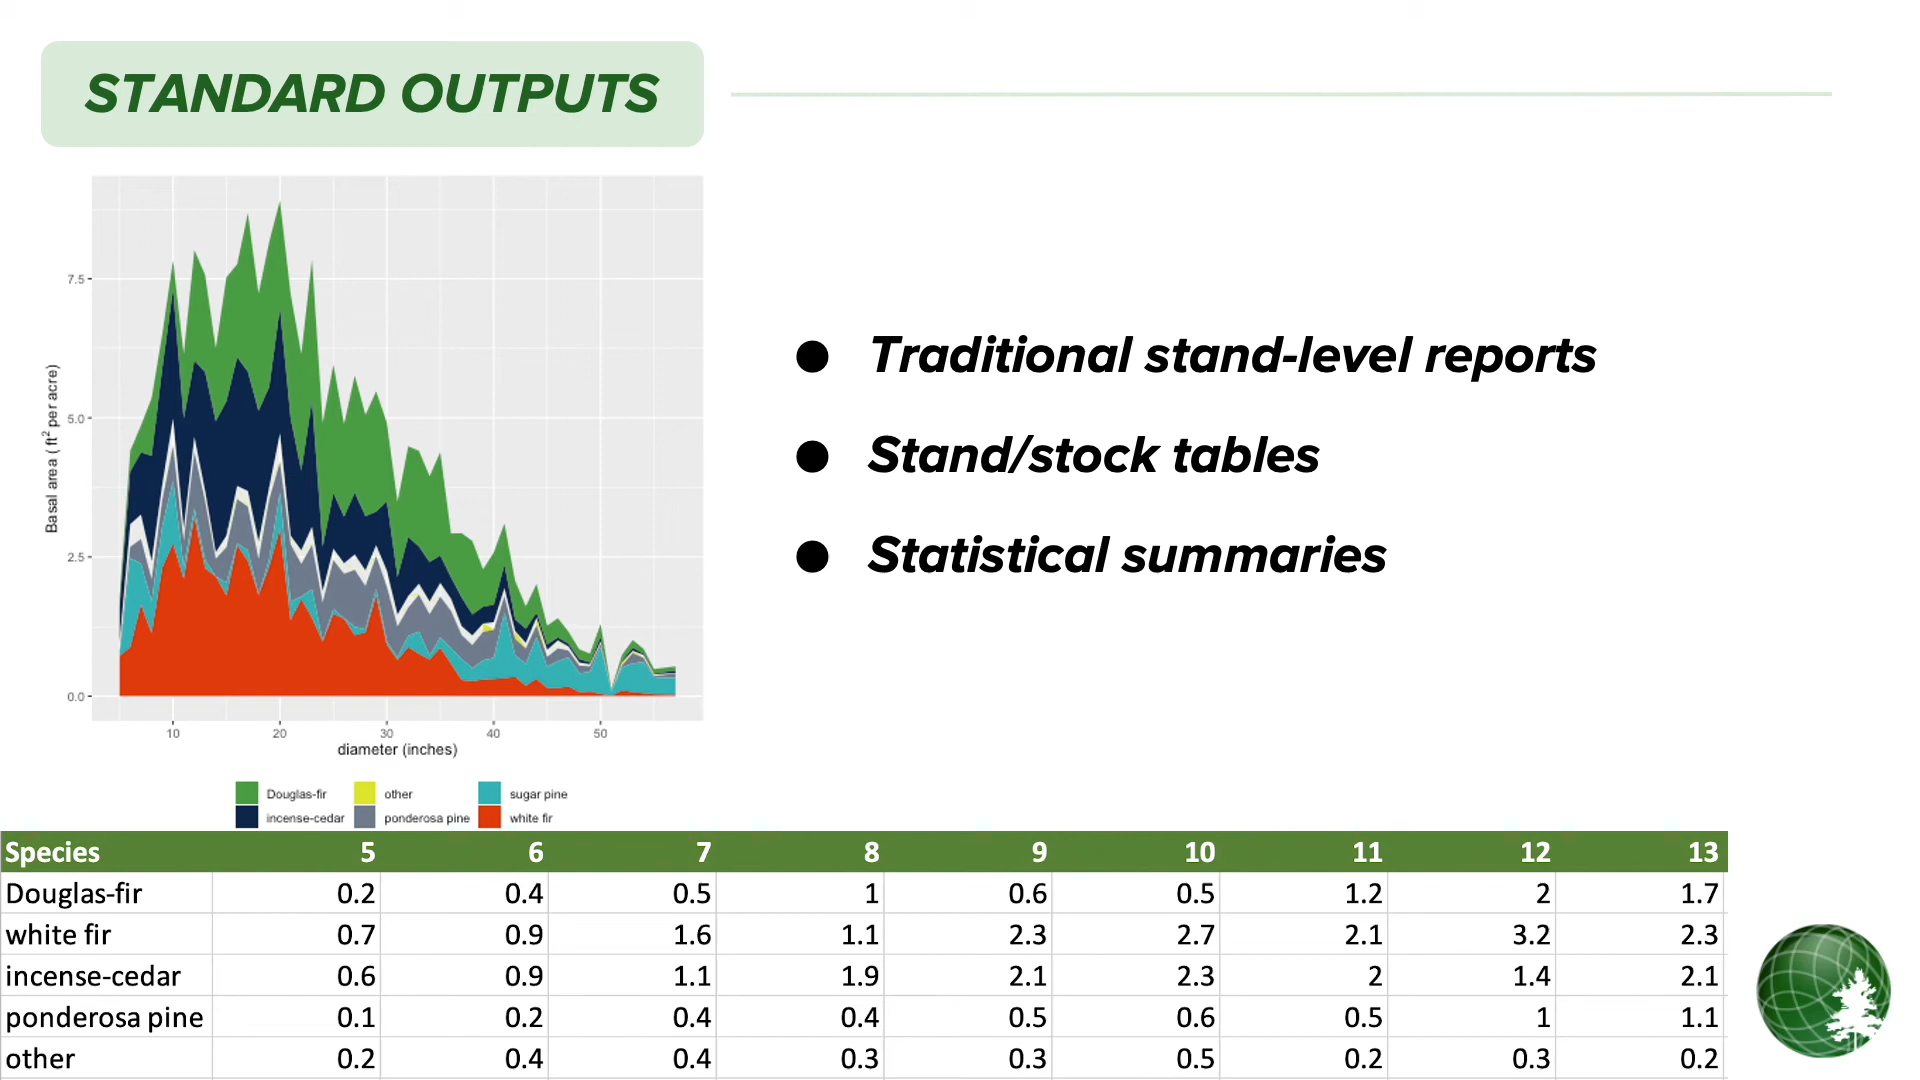 STANDARD OUTPUTS
Basal area ( ft² per acre)
7.5
5.0
2.5
0.0
10 20 30 40 50
diameter (inches)
Douglas-fir other sugar pine
incense-cedar ponderosa pine white fir
● Traditional stand-level reports
● Stand/stock tables
● Statistical summaries
Species 5 6 7 8 9 10 11 12 13
Douglas-fir 0.2 0.4 0.5 1 0.6 0.5 1.2 2 1.7
white fir 0.7 0.9 1.6 1.1 2.3 2.7 2.1 3.2 2.3
incense-cedar 0.6 0.9 1.1 1.9 2.1 2.3 2 1.4 2.1
ponderosa pine 0.1 0.2 0.4 0.4 0.5 0.6 0.5 1 1.1
other 0.2 0.4 0.4 0.3 0.3 0.5 0.2 0.3 0.2